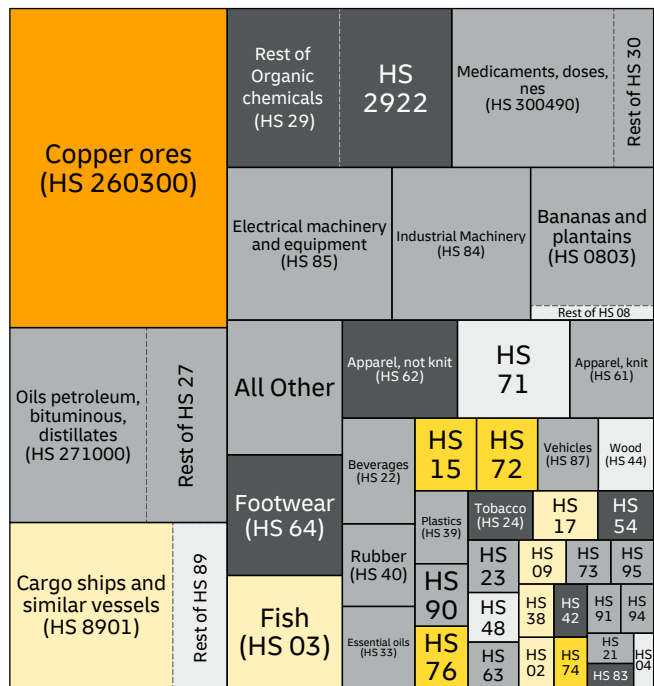 Copper ores
(HS 260300)
Rest of
Organic
chemicals
(HS 29)
HS
2922
Medicaments, doses,
nes
(HS 300490)
Rest of HS 30
Electrical machinery
and equipment
(HS 85)
Industrial Machinery
(HS 84)
Bananas and
plantains
(HS 0803)
Rest of HS 08
Oils petroleum,
bituminous,
distillates
(HS 271000)
Rest of HS 27
All Other
Apparel, not knit
(HS 62)
HS
71
Apparel, knit
(HS 61)
Footwear
(HS 64)
Beverages
(HS 22)
HS
15
HS
72
Vehicles
(HS 87)
Wood
(HS 44)
Cargo ships and
similar vessels
(HS 8901)
Rest of HS 89
Fish
(HS 03)
Rubber
(HS 40)
Essential oils
(HS 33)
Plastics
(HS 39)
Tobacco
(HS 24)
HS
17
HS
54
HS
90
HS
76
HS
23
HS
48
HS
63
HS
09
HS
73
HS
95
HS
38
HS
42
HS
91
HS
94
HS
02
HS
74
HS
21
HS 83
HS
04